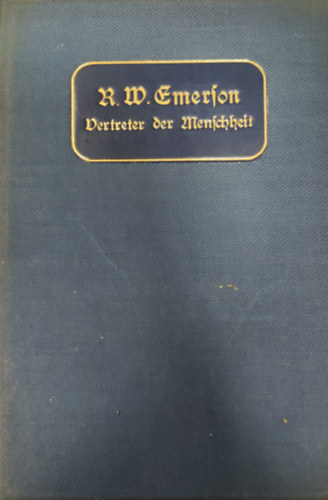 R. W. Emerſon
Vertreter der Menſchheit